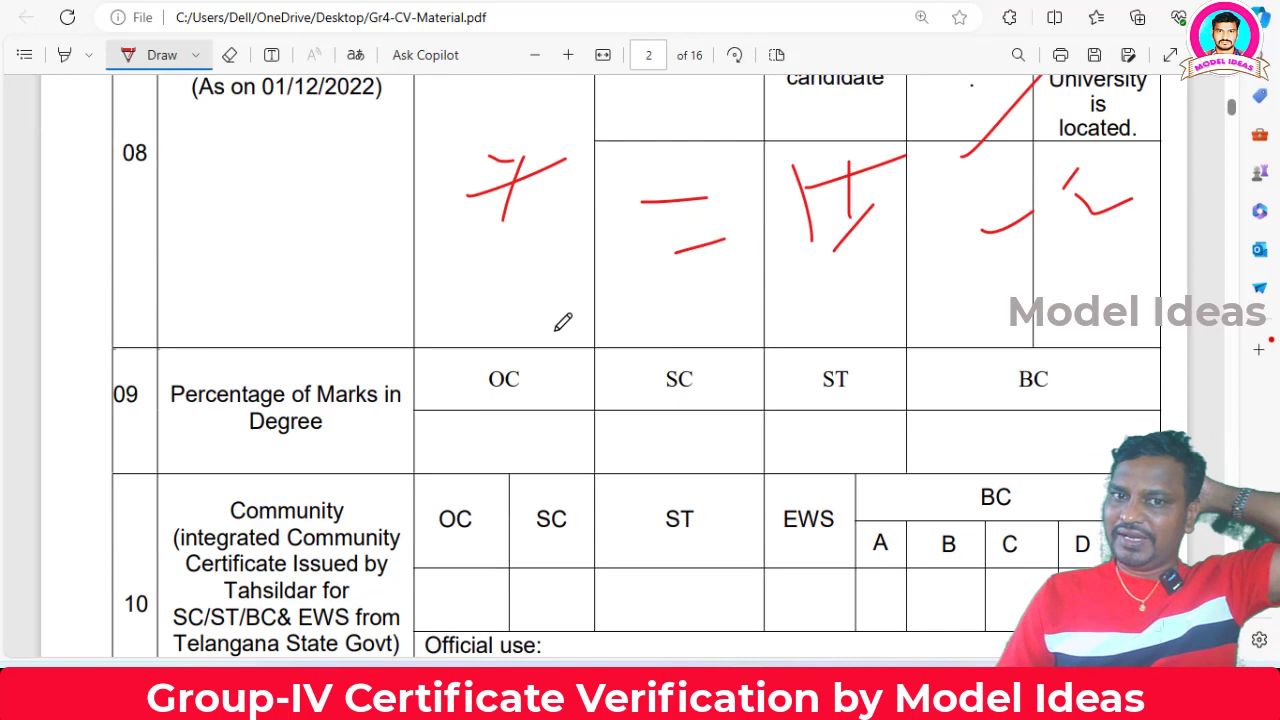 File
C:/Users/Dell/OneDrive/Desktop/Gr4-CV-Material.pdf
MODEL IDEAS
Draw
Ask Copilot
2
of 16
(As on 01/12/2022)
candidate
.
University
is
located.
08
Model Ideas
09
Percentage of Marks in
Degree
OC
SC
ST
BC
10
Community
(integrated Community
Certificate Issued by
Tahsildar for
SC/ST/BC& EWS from
Telangana State Govt)
OC
SC
ST
EWS
BC
A
B
C
D
Official use:
Group-IV Certificate Verification by Model Ideas